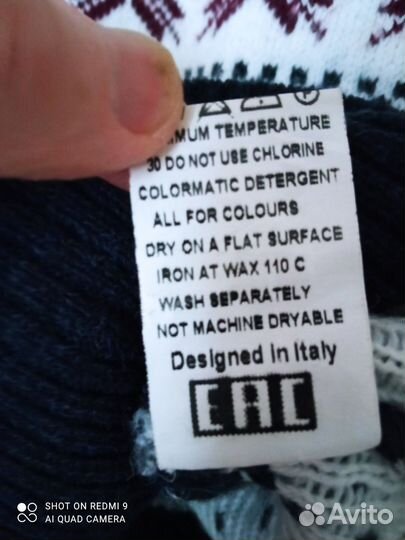 MUM TEMPERATURE
30 DO NOT USE CHLORINE
COLORMATIC DETERGENT
ALL FOR COLOURS
DRY ON A FLAT SURFACE
IRON AT WAX 110 C
WASH SEPARATELY
NOT MACHINE DRYABLE
Designed in Italy
EAC
SHOT ON REDMI 9
AI QUAD CAMERA
Avito